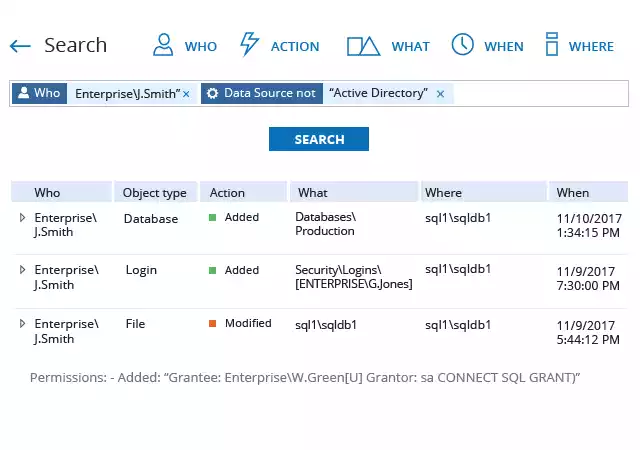 Search WHO ACTION WHAT WHEN WHERE
Who Enterprise\J.Smith” × Data Source not “Active Directory” ×
SEARCH
Who Object type Action What Where When
Enterprise\ Database Added Databases\ sql1\sqldb1 11/10/2017
J.Smith Production 1:34:15 PM
Enterprise\ Login Added Security\Logins\ sql1\sqldb1 11/9/2017
J.Smith [ENTERPRISE\G.Jones] 7:30:00 PM
Enterprise\ File Modified sql1\sqldb1 sql1\sqldb1 11/9/2017
J.Smith 5:44:12 PM
Permissions: - Added: “Grantee: Enterprise\W.Green[U] Grantor: sa CONNECT SQL GRANT)”